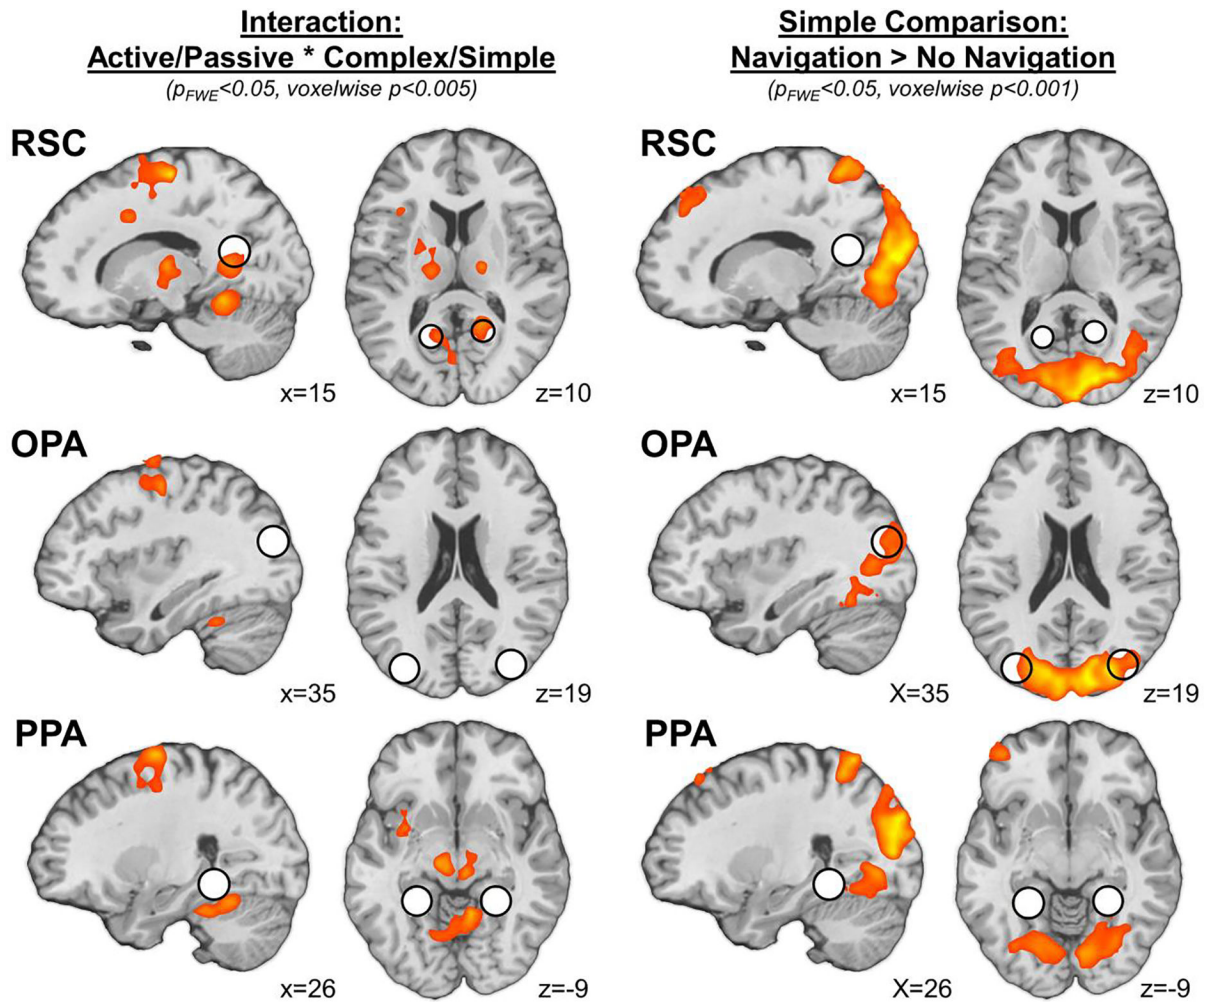 Interaction:
Active/Passive * Complex/Simple
(pFWE<0.05, voxelwise p<0.005)
RSC
x=15
z=10
OPA
x=35
z=19
PPA
x=26
z=-9
Simple Comparison:
Navigation > No Navigation
(pFWE<0.05, voxelwise p<0.001)
RSC
x=15
z=10
OPA
X=35
z=19
PPA
X=26
z=-9